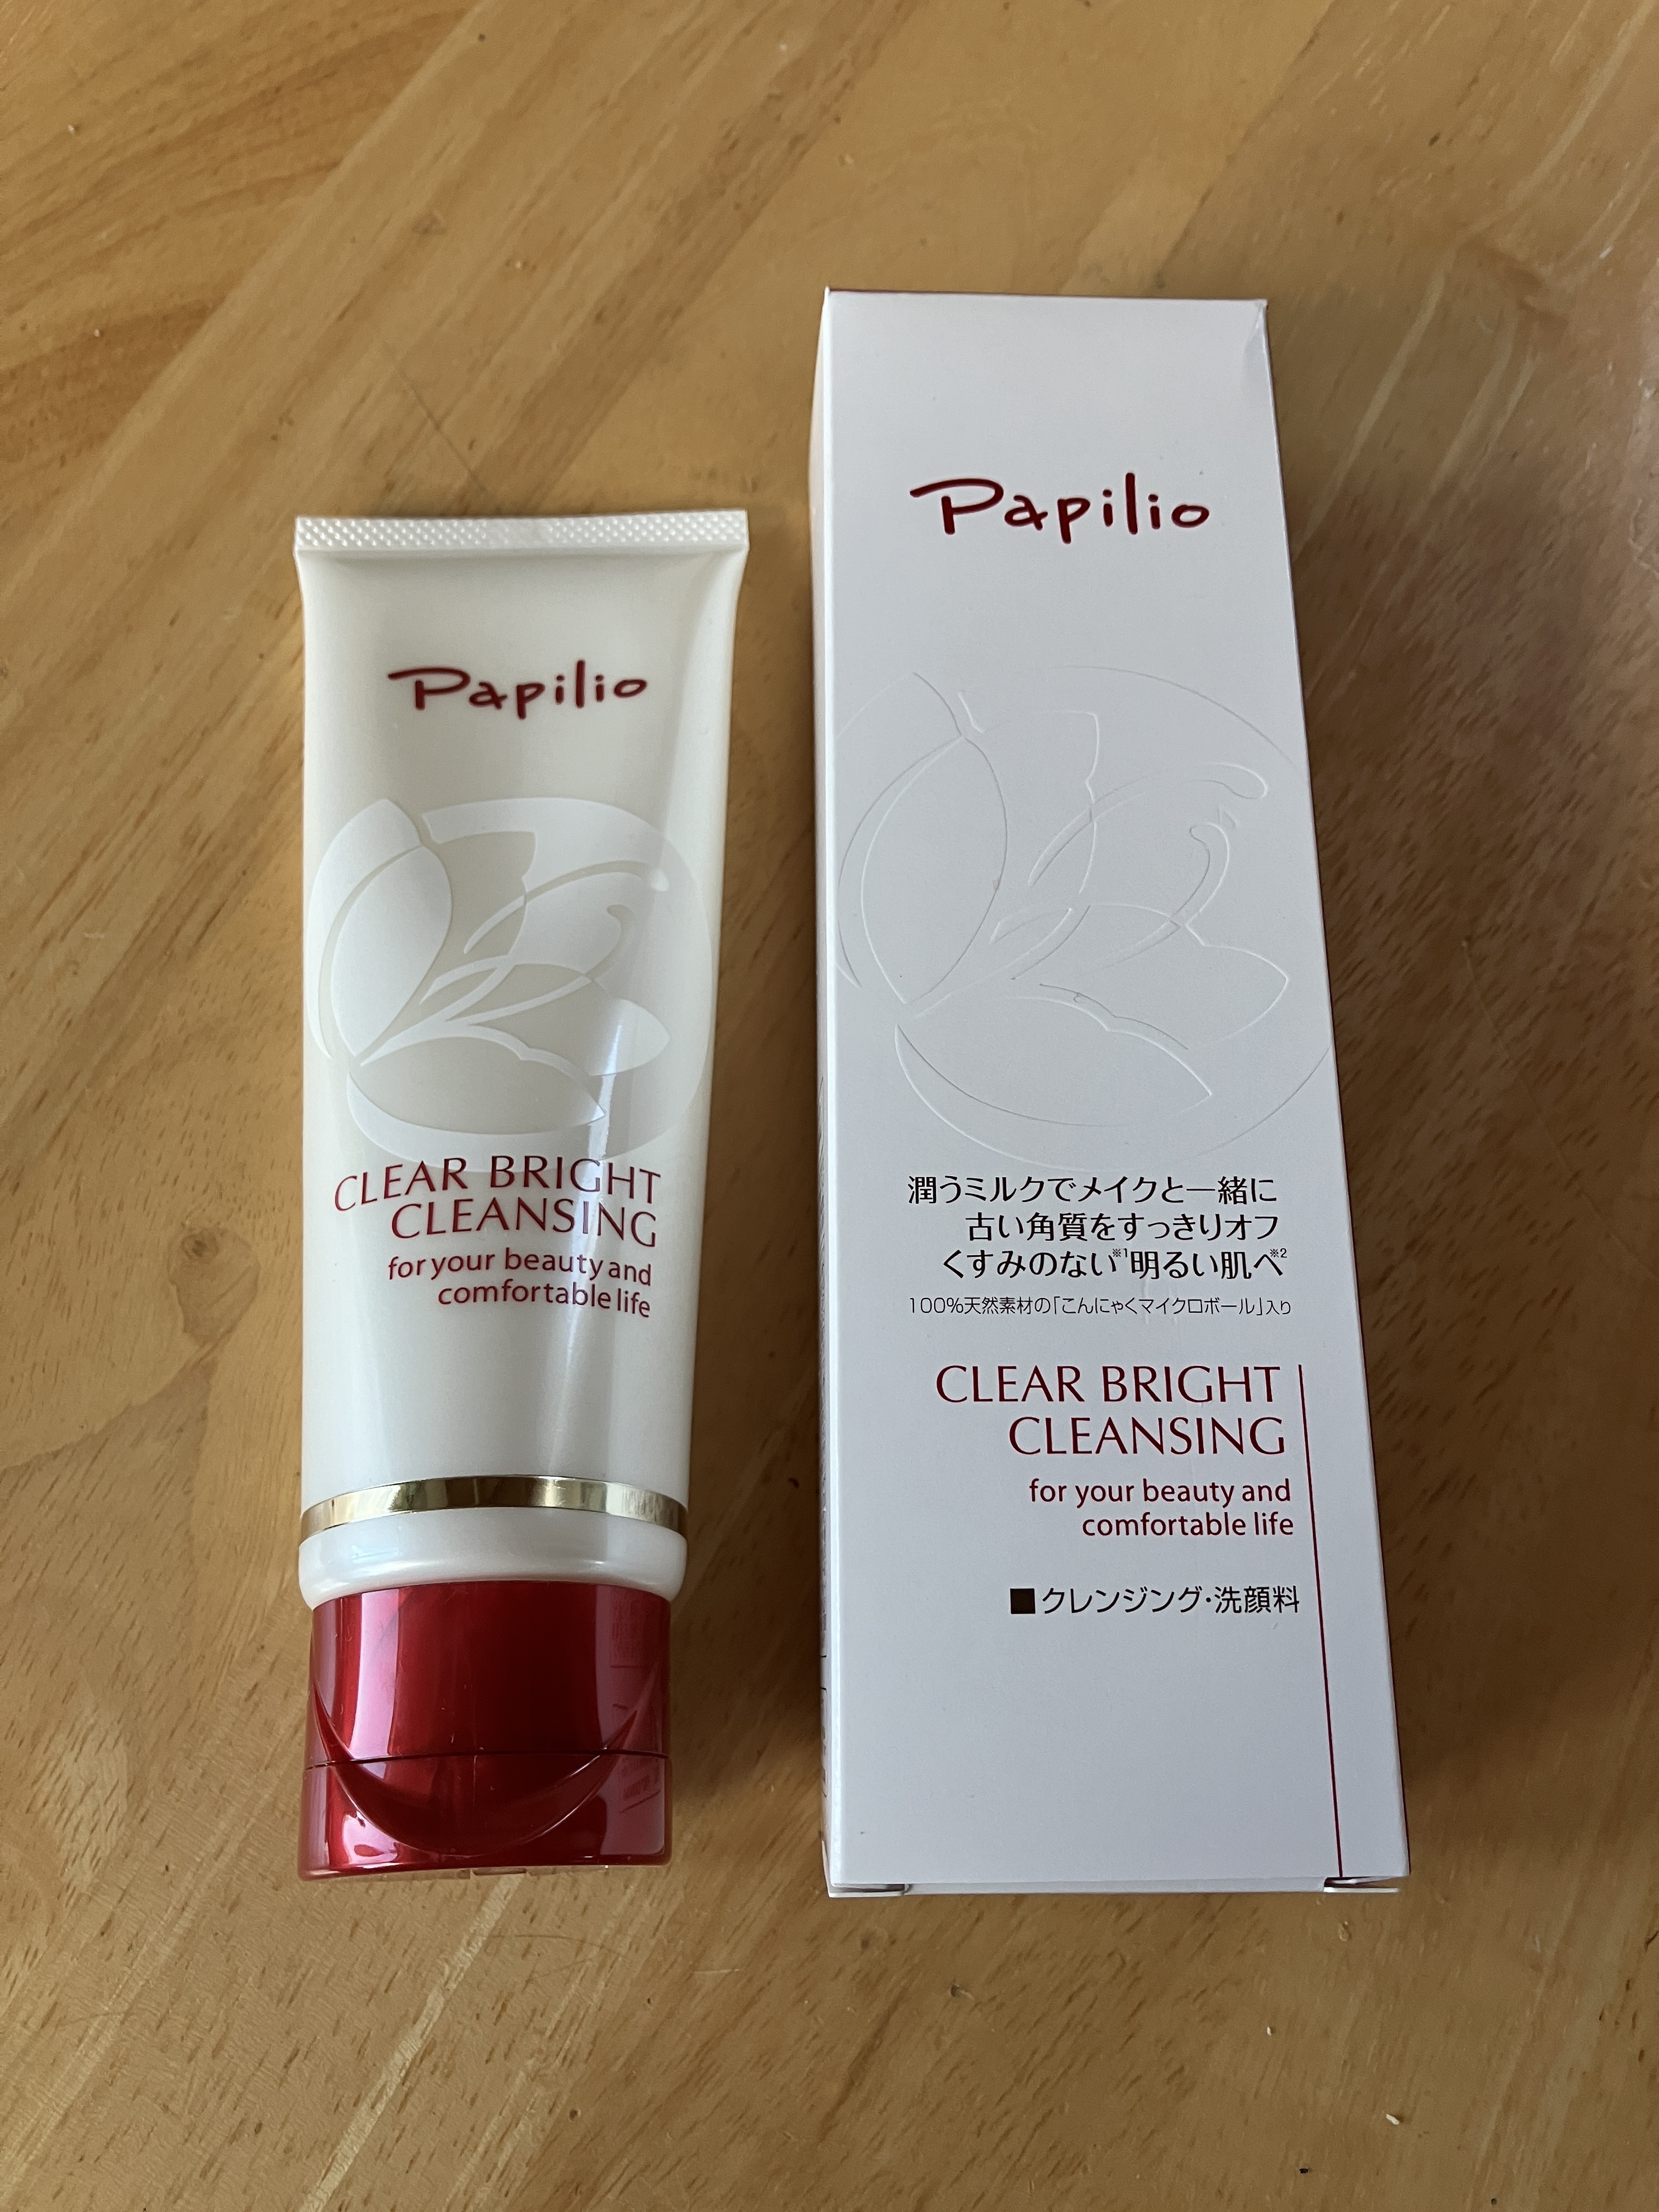 Papilio
CLEAR BRIGHT
CLEANSING
for your beauty and
comfortable life
Papilio
潤うミルクでメイクと一緒に
古い角質をすっきりオフ
くすみのない※1明るい肌へ※2
100%天然素材の「こんにゃくマイクロボール」入り
CLEAR BRIGHT
CLEANSING
for your beauty and
comfortable life
■クレンジング・洗顔料